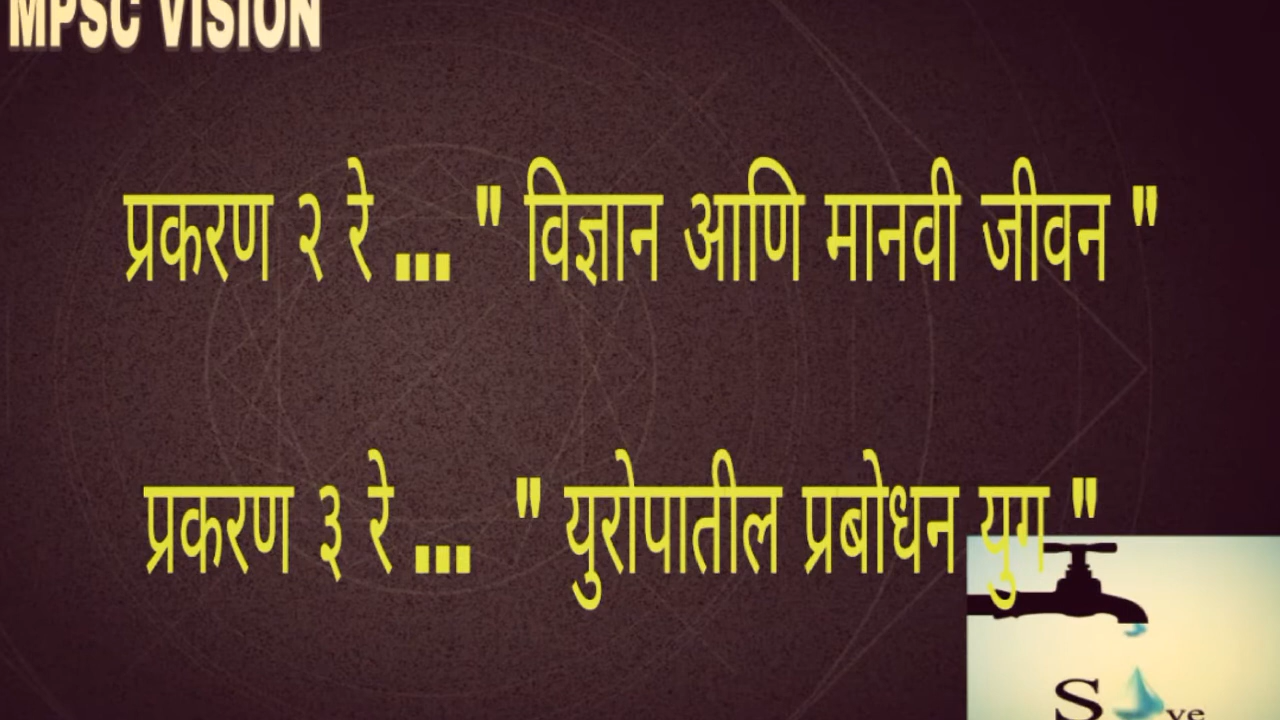 MPSC VISION
प्रकरण २ रे ... " विज्ञान आणि मानवी जीवन "
प्रकरण ३ रे ... " युरोपातील प्रबोधन युग "
S ve